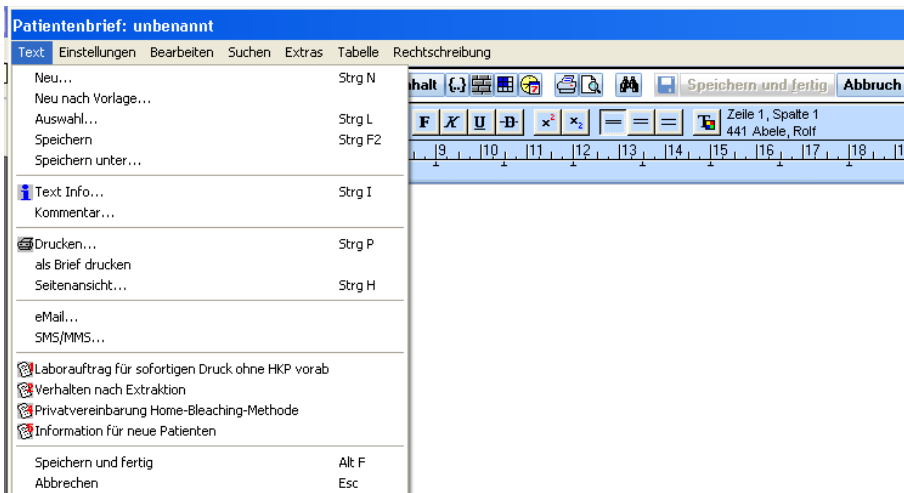 Patientenbrief: unbenannt
Text Einstellungen Bearbeiten Suchen Extras Tabelle Rechtschreibung
Neu... Strg N
Neu nach Vorlage...
Auswahl... Strg L
Speichern Strg F2
Speichern unter...
Text Info... Strg I
Kommentar...
Drucken... Strg P
als Brief drucken
Seitenansicht... Strg H
eMail...
SMS/MMS...
Laborauftrag für sofortigen Druck ohne HKP vorab
Verhalten nach Extraktion
Privatvereinbarung Home-Bleaching-Methode
Information für neue Patienten
Speichern und fertig Alt F
Abbrechen Esc
nhalt {.} Speichern und fertig Abbruch
F K U D x² x₂ T Zeile 1, Spalte 1
441 Abele, Rolf
9 10 11 12 13 14 15 16 17 18